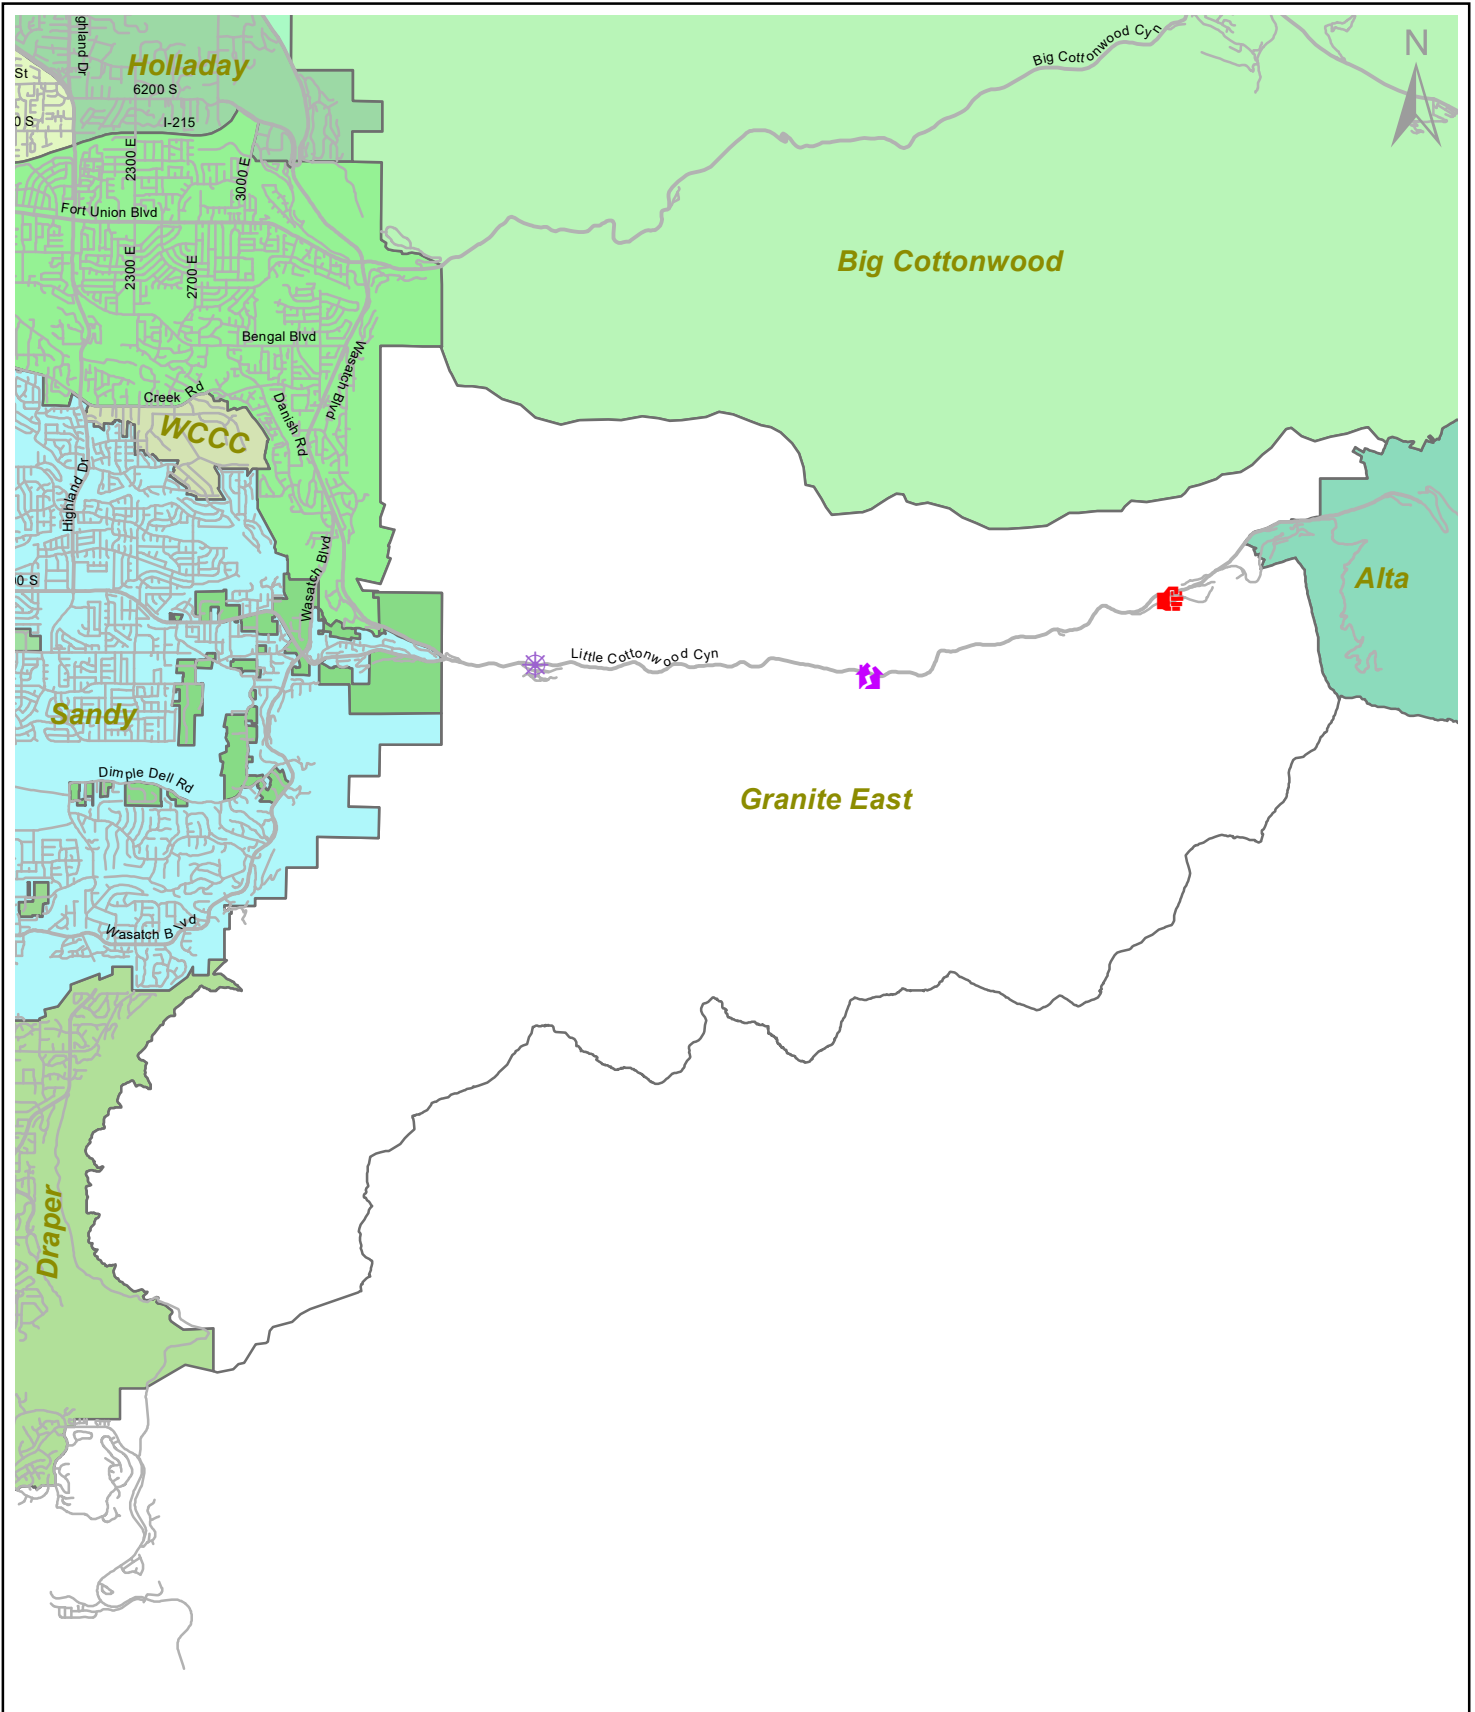 ghland Dr
Holladay
St
6200 S
0 S
I-215
2300 E
3000 E
Big Cottonwood Cyn
N
Fort Union Blvd
2300 E
2700 E
Big Cottonwood
Bengal Blvd
Wasatch Blvd
Creek Rd
Danish Rd
WCCC
Highland Dr
Wasatch Blvd
00 S
Alta
Little Cottonwood Cyn
Sandy
Dimple Dell Rd
Granite East
Wasatch Blvd
Draper